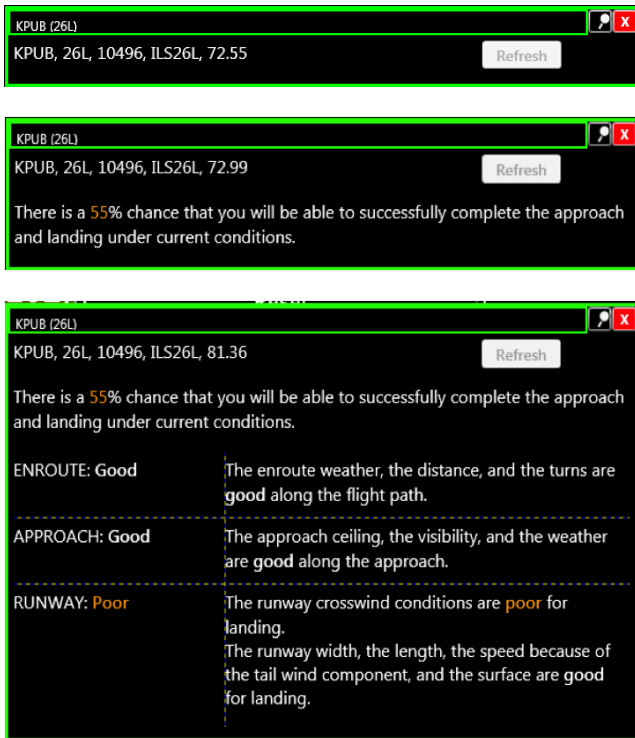 KPUB (26L)
X
KPUB, 26L, 10496, ILS26L, 72.55
Refresh
KPUB (26L)
X
KPUB, 26L, 10496, ILS26L, 72.99
Refresh
There is a 55% chance that you will be able to successfully complete the approach
and landing under current conditions.
KPUB (26L)
X
KPUB, 26L, 10496, ILS26L, 81.36
Refresh
There is a 55% chance that you will be able to successfully complete the approach
and landing under current conditions.
ENROUTE: Good
The enroute weather, the distance, and the turns are
good along the flight path.
APPROACH: Good
The approach ceiling, the visibility, and the weather
are good along the approach.
RUNWAY: Poor
The runway crosswind conditions are poor for
landing.
The runway width, the length, the speed because of
the tail wind component, and the surface are good
for landing.